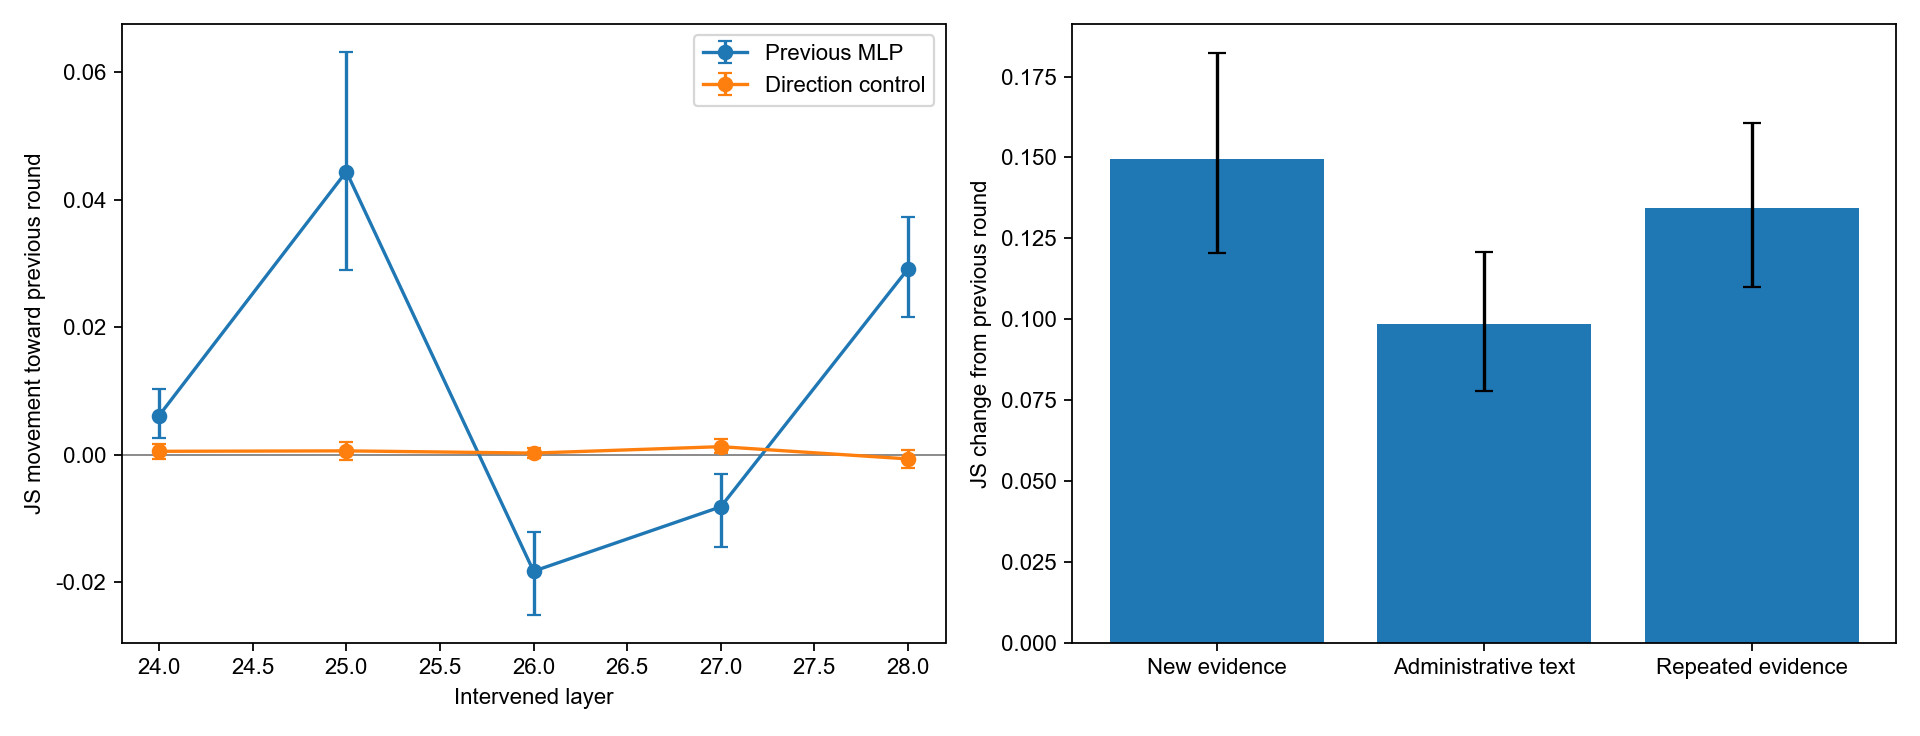 JS movement toward previous round
0.06
0.04
0.02
0.00
-0.02
Previous MLP
Direction control
24.0 24.5 25.0 25.5 26.0 26.5 27.0 27.5 28.0
Intervened layer
JS change from previous round
0.175
0.150
0.125
0.100
0.075
0.050
0.025
0.000
New evidence Administrative text Repeated evidence